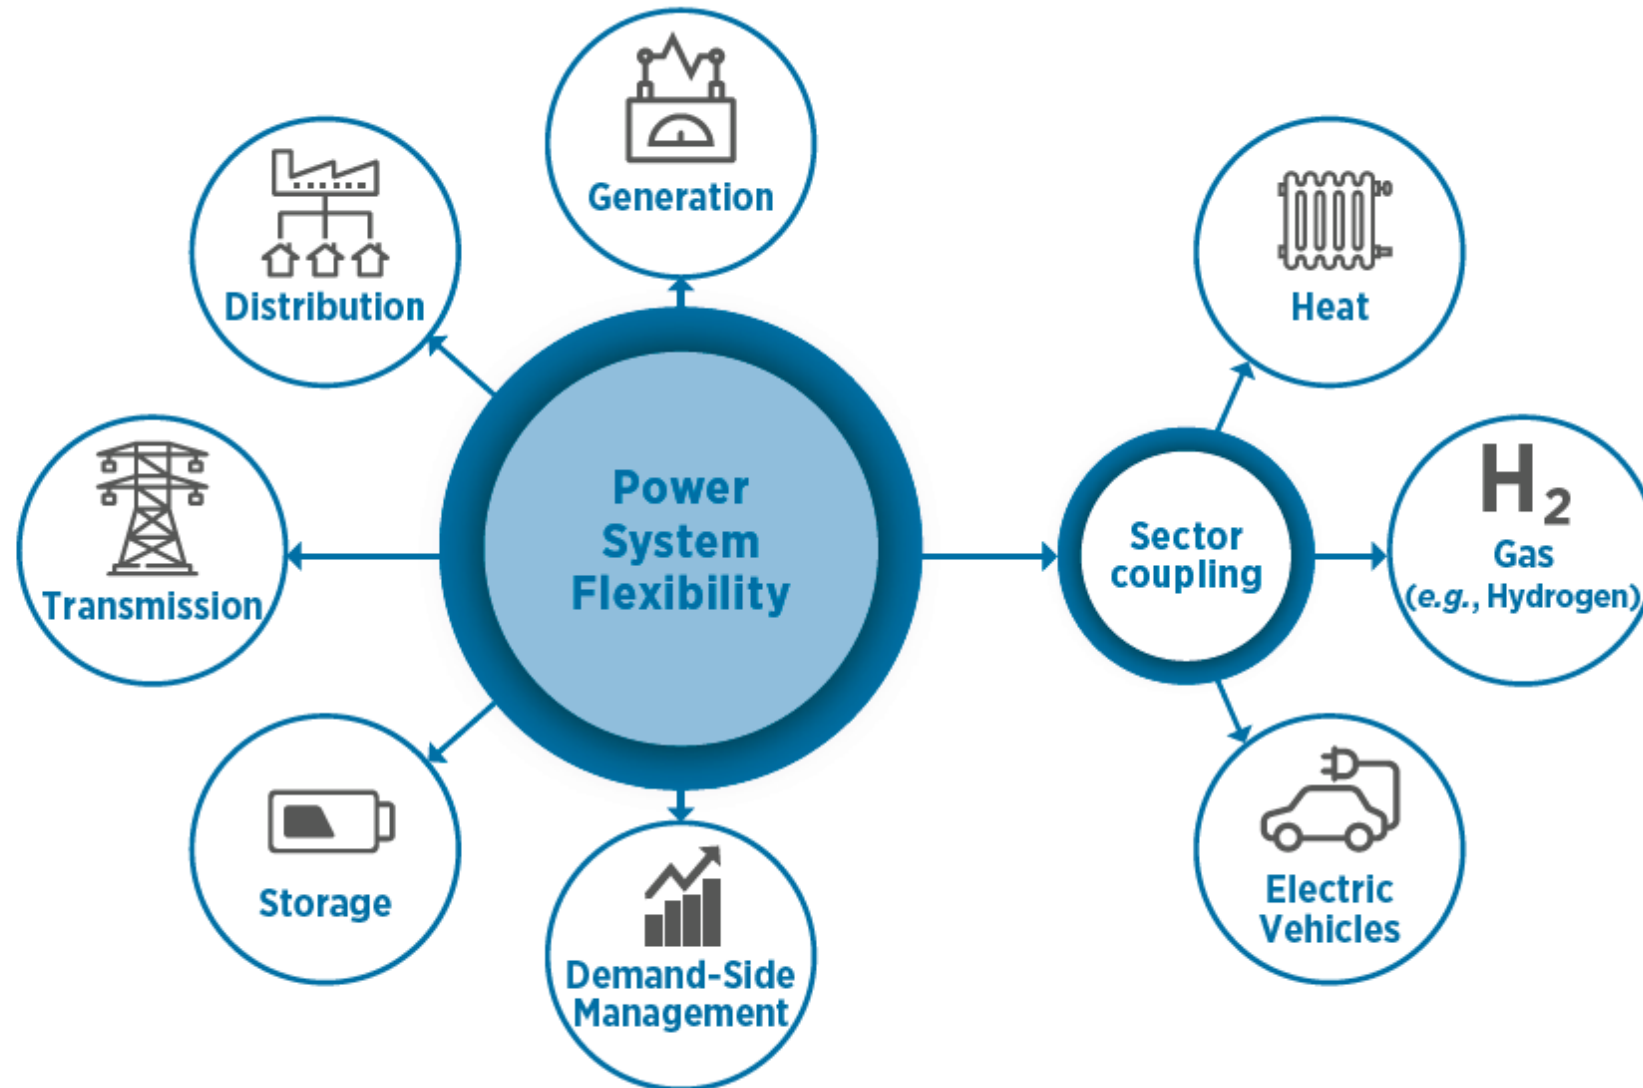 Generation
Distribution
Heat
Power
System
Flexibility
Transmission
Sector
coupling
H2
Gas
(e.g., Hydrogen)
Storage
Demand-Side
Management
Electric
Vehicles